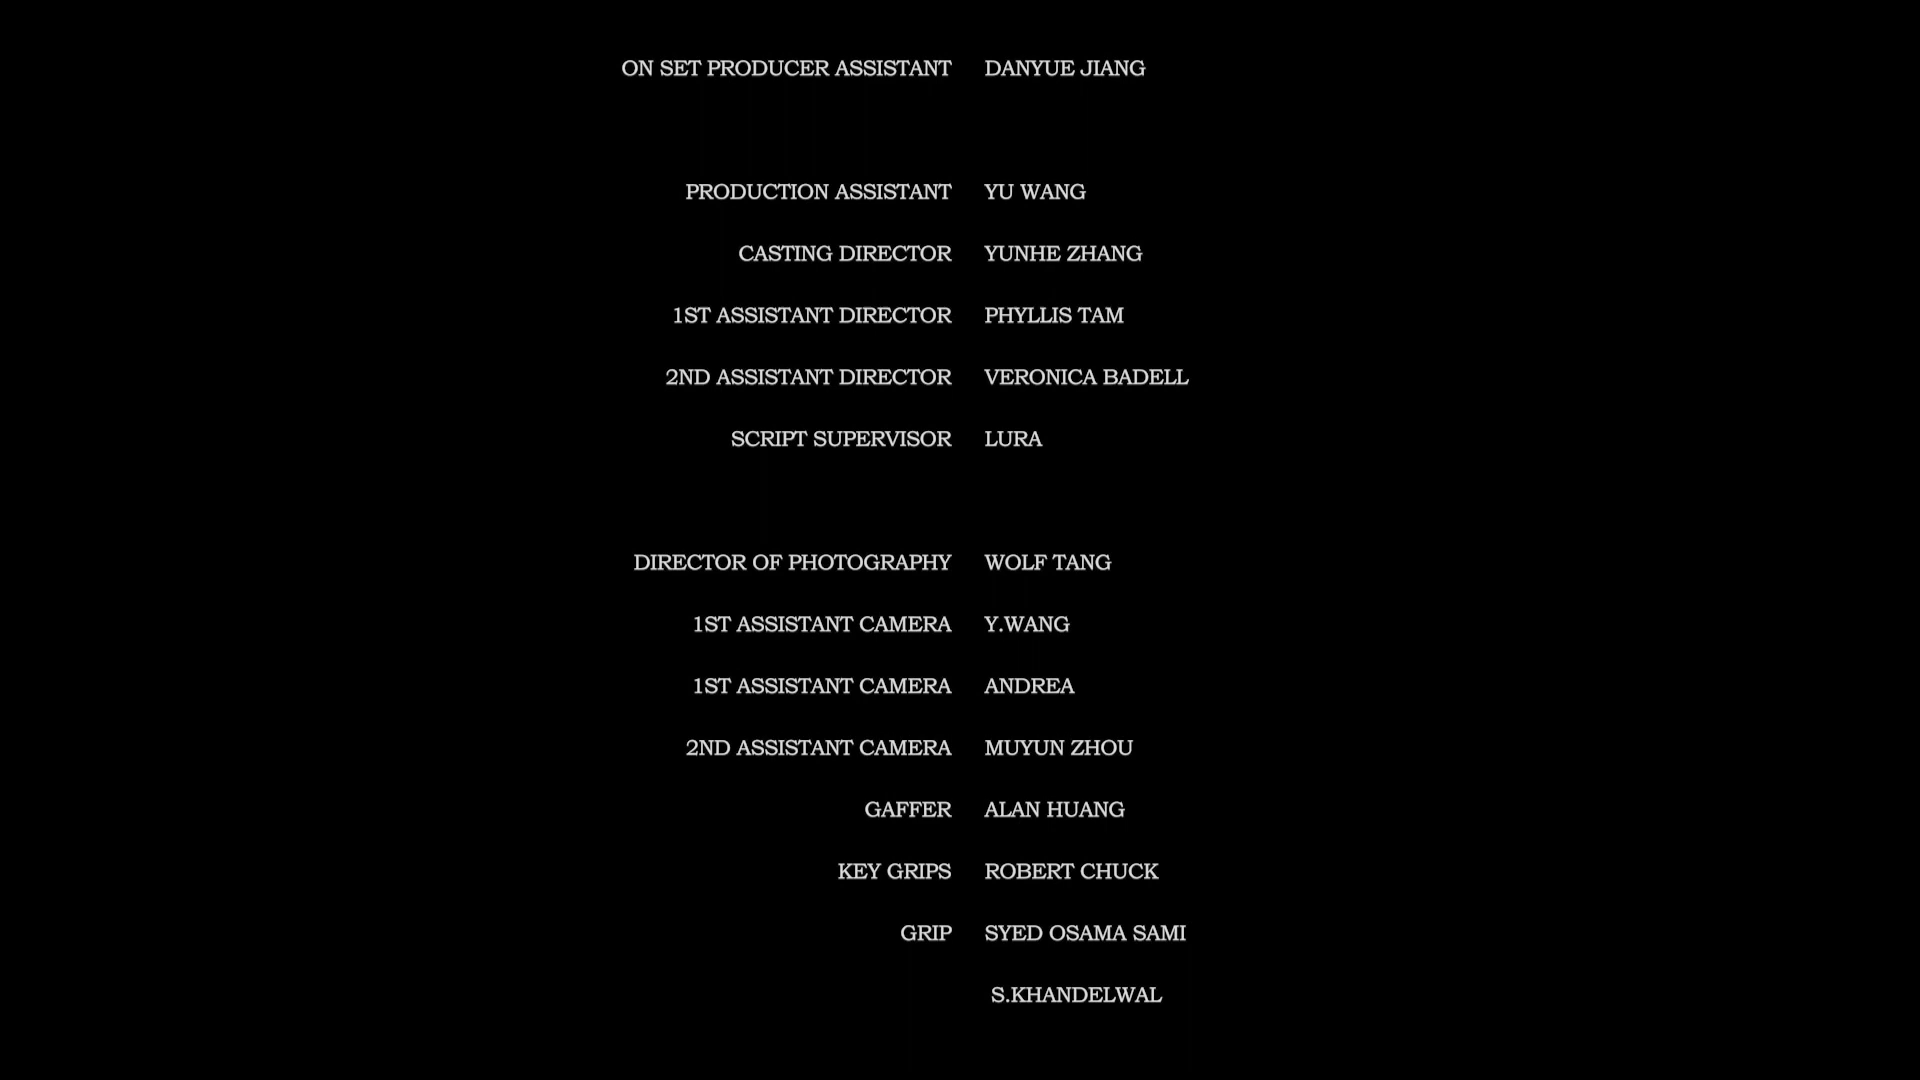 ON SET PRODUCER ASSISTANT DANYUE JIANG
PRODUCTION ASSISTANT YU WANG
CASTING DIRECTOR YUNHE ZHANG
1ST ASSISTANT DIRECTOR PHYLLIS TAM
2ND ASSISTANT DIRECTOR VERONICA BADELL
SCRIPT SUPERVISOR LURA
DIRECTOR OF PHOTOGRAPHY WOLF TANG
1ST ASSISTANT CAMERA Y.WANG
1ST ASSISTANT CAMERA ANDREA
2ND ASSISTANT CAMERA MUYUN ZHOU
GAFFER ALAN HUANG
KEY GRIPS ROBERT CHUCK
GRIP SYED OSAMA SAMI
S.KHANDELWAL